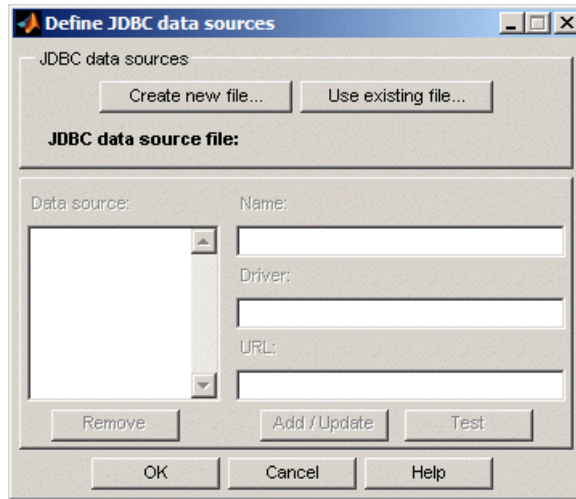 Define JDBC data sources
JDBC data sources
Create new file... Use existing file...
JDBC data source file:
Data source:
Name:
Driver:
URL:
Remove Add / Update Test
OK Cancel Help